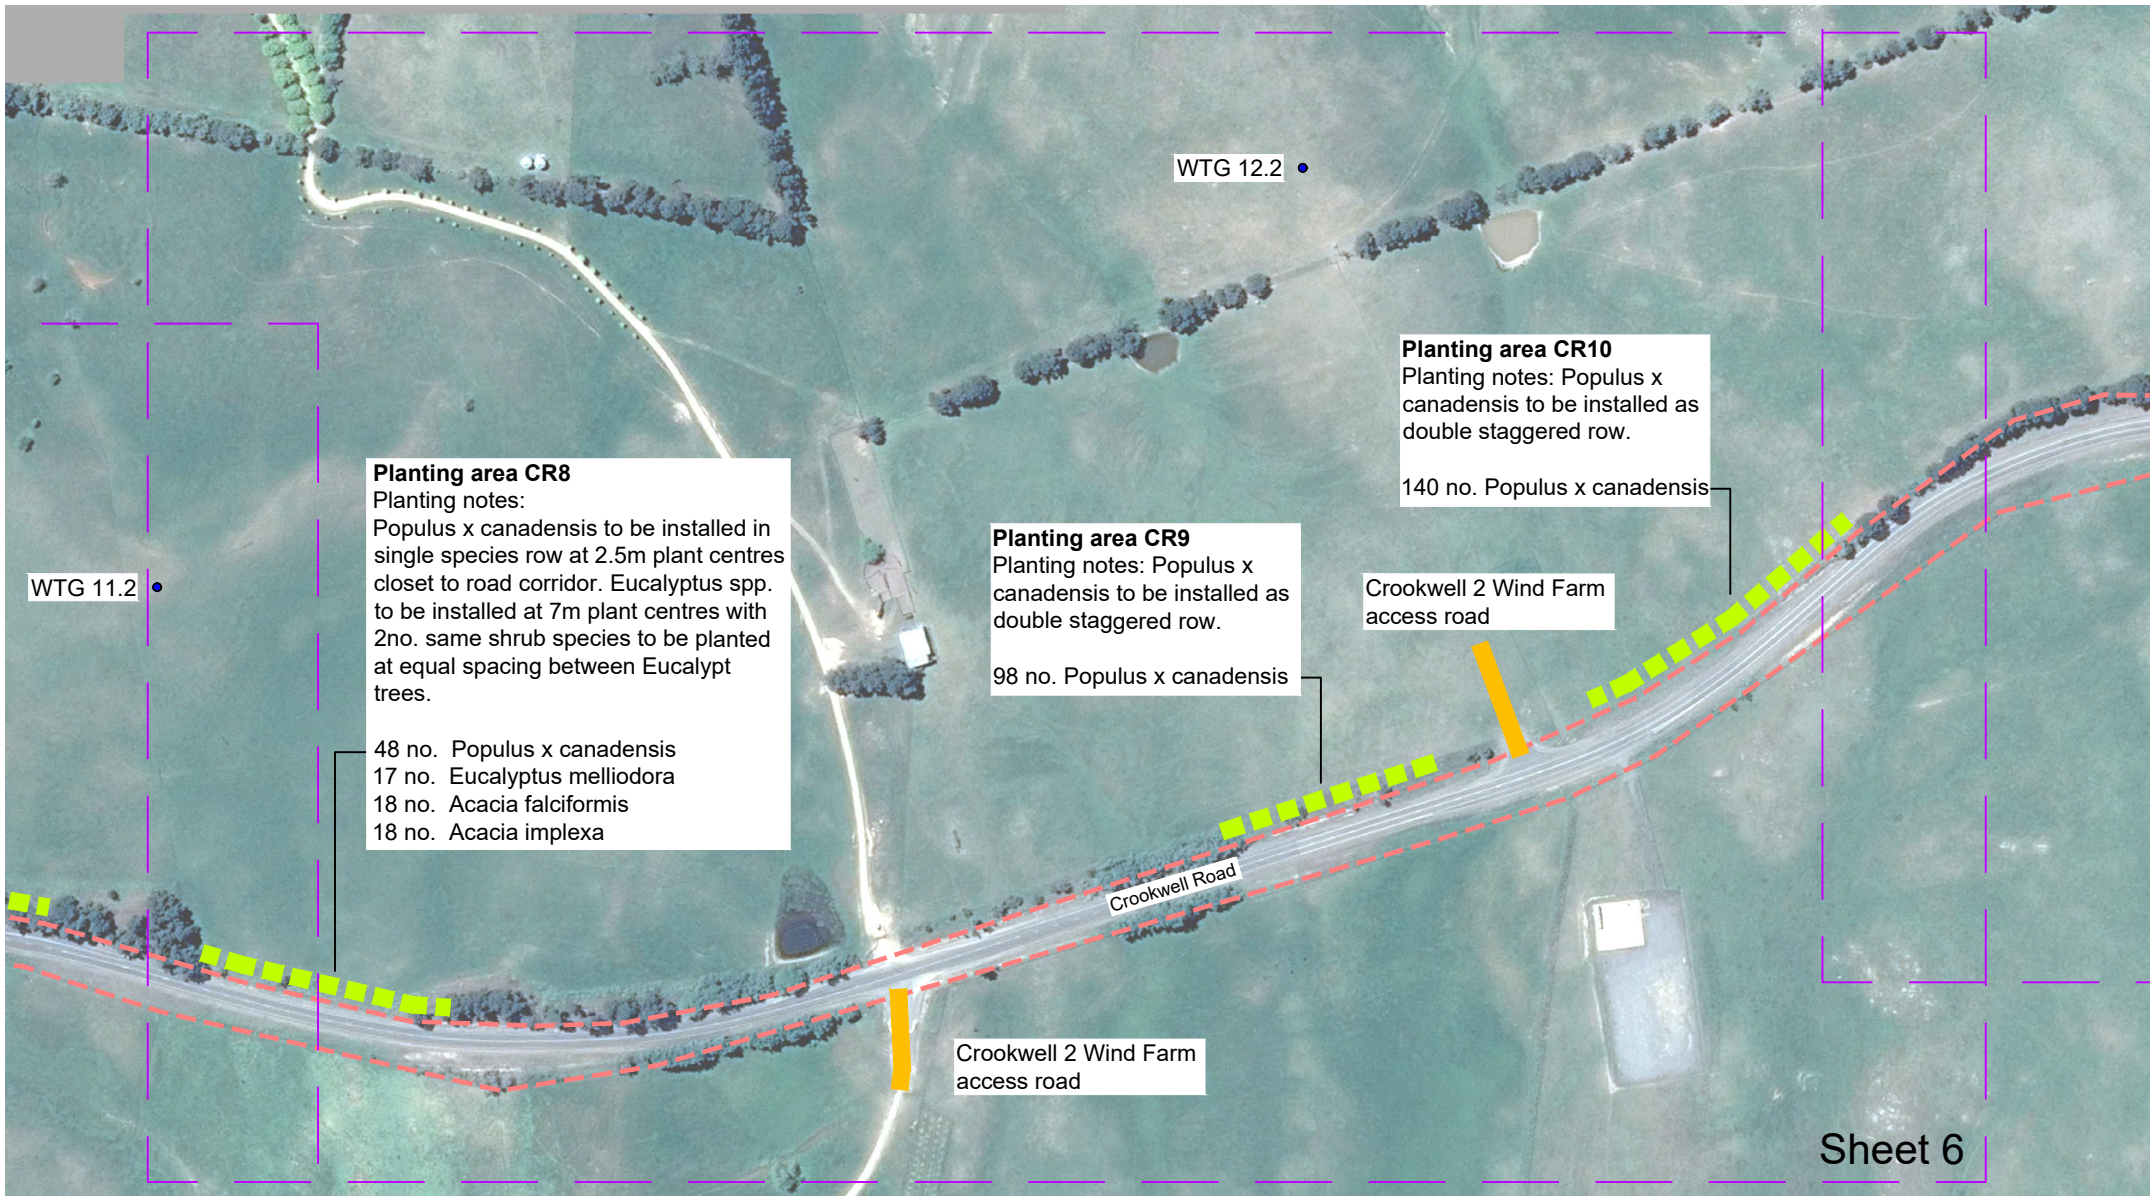 WTG 12.2
Planting area CR10
Planting notes: Populus x
canadensis to be installed as
double staggered row.
140 no. Populus x canadensis
Planting area CR8
Planting notes:
Populus x canadensis to be installed in
single species row at 2.5m plant centres
closet to road corridor. Eucalyptus spp.
to be installed at 7m plant centres with
2no. same shrub species to be planted
at equal spacing between Eucalypt
trees.
48 no. Populus x canadensis
17 no. Eucalyptus melliodora
18 no. Acacia falciformis
18 no. Acacia implexa
Planting area CR9
Planting notes: Populus x
canadensis to be installed as
double staggered row.
98 no. Populus x canadensis
WTG 11.2
Crookwell 2 Wind Farm
access road
Crookwell Road
Crookwell 2 Wind Farm
access road
Sheet 6